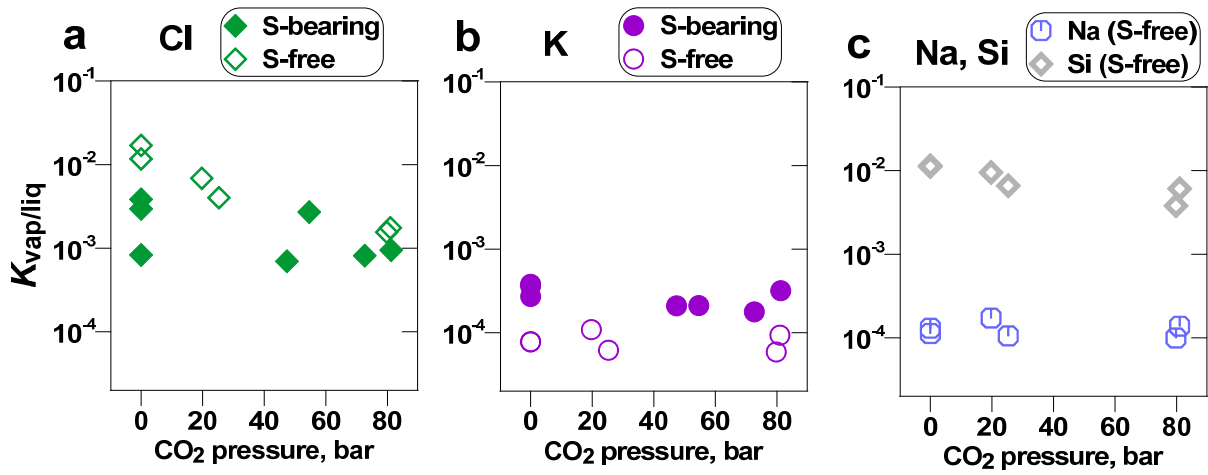 a
Cl
S-bearing
S-free
b
K
S-bearing
S-free
c
Na, Si
Na (S-free)
Si (S-free)
Kvap/liq
10-1
10-2
10-3
10-4
0 20 40 60 80
CO2 pressure, bar
10-1
10-2
10-3
10-4
0 20 40 60 80
CO2 pressure, bar
10-1
10-2
10-3
10-4
0 20 40 60 80
CO2 pressure, bar